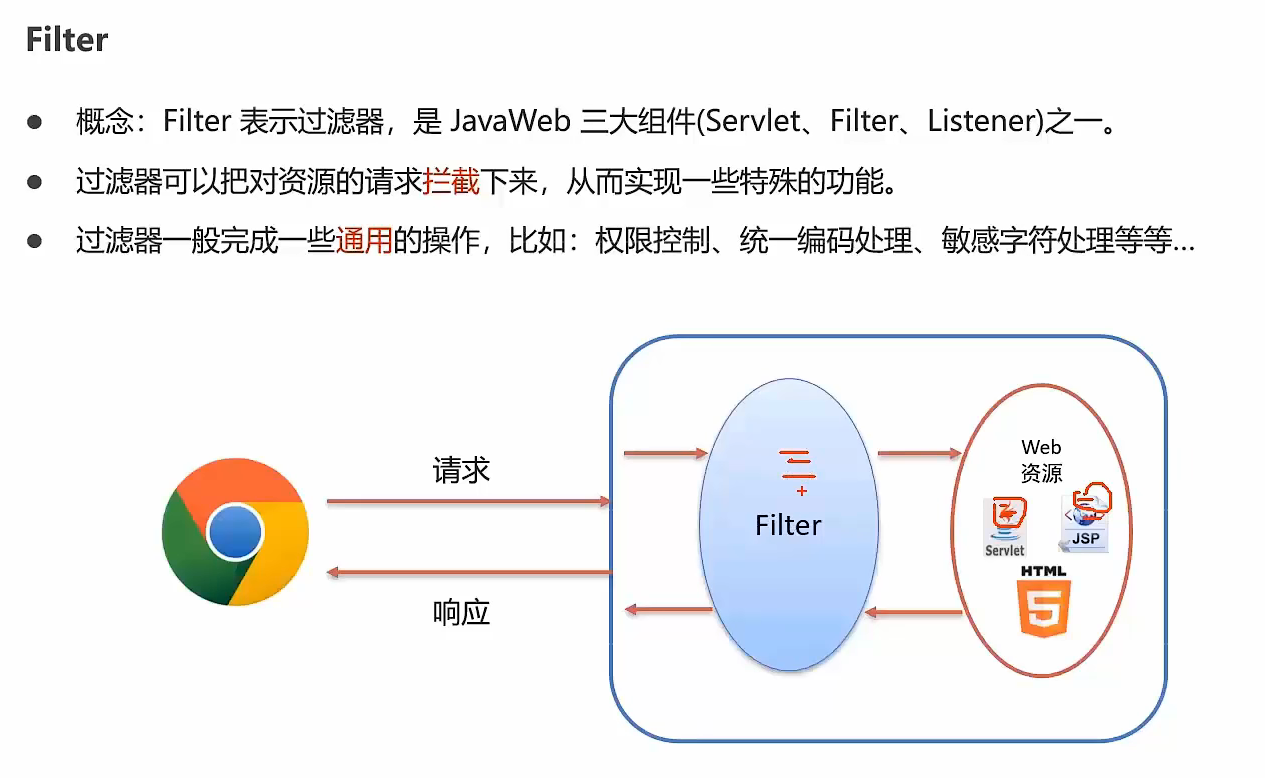 Filter
● 概念：Filter 表示过滤器，是 JavaWeb 三大组件(Servlet、Filter、Listener)之一。
● 过滤器可以把对资源的请求拦截下来，从而实现一些特殊的功能。
● 过滤器一般完成一些通用的操作，比如：权限控制、统一编码处理、敏感字符处理等等...
请求
响应
Filter
Web
资源
Servlet
JSP
HTML
5